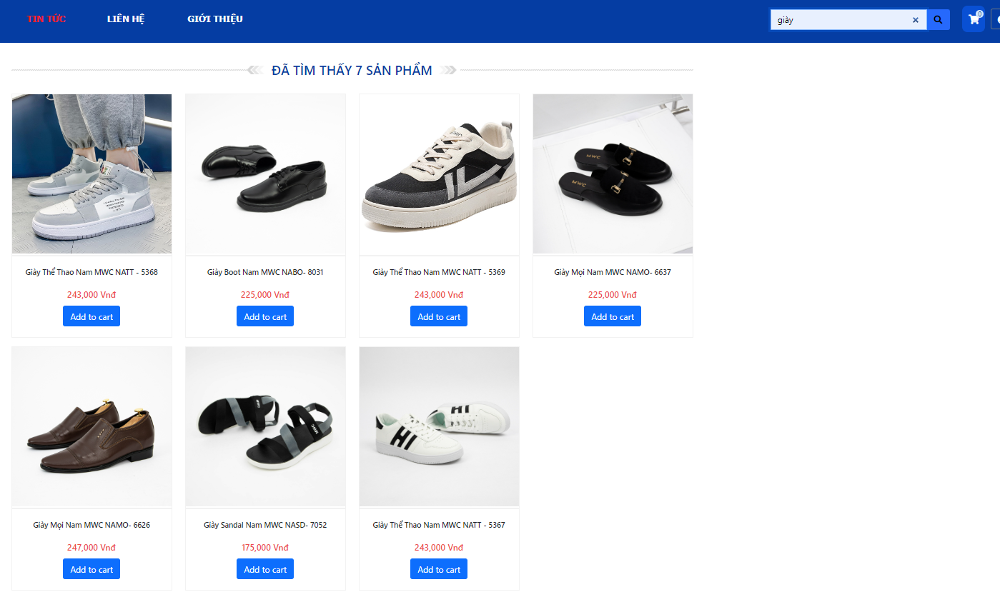 TIN TỨC LIÊN HỆ GIỚI THIỆU giày 0
ĐÃ TÌM THẤY 7 SẢN PHẨM
MWC MWC
Giày Thể Thao Nam MWC NATT - 5368
243,000 Vnđ
Add to cart
Giày Boot Nam MWC NABO- 8031
225,000 Vnđ
Add to cart
Giày Thể Thao Nam MWC NATT - 5369
243,000 Vnđ
Add to cart
Giày Mọi Nam MWC NAMO- 6637
225,000 Vnđ
Add to cart
MWC MWC
H
Giày Mọi Nam MWC NAMO- 6626
247,000 Vnđ
Add to cart
Giày Sandal Nam MWC NASD- 7052
175,000 Vnđ
Add to cart
Giày Thể Thao Nam MWC NATT - 5367
243,000 Vnđ
Add to cart